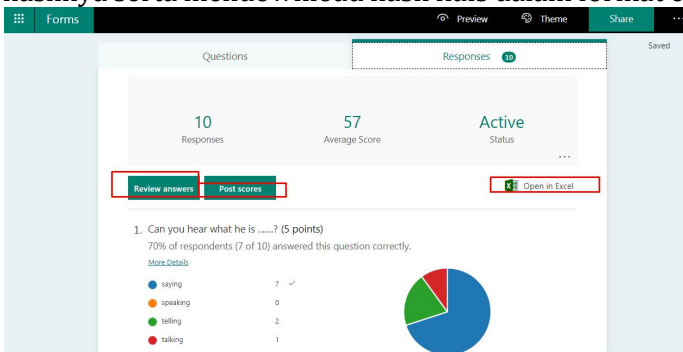 Forms Preview Theme Share ...
Saved
Questions Responses 10
10 57 Active
Responses Average Score Status
...
Review answers Post scores Open in Excel
1. Can you hear what he is ......? (5 points)
70% of respondents (7 of 10) answered this question correctly.
More Details
saying 7
speaking 0
telling 2
talking 1